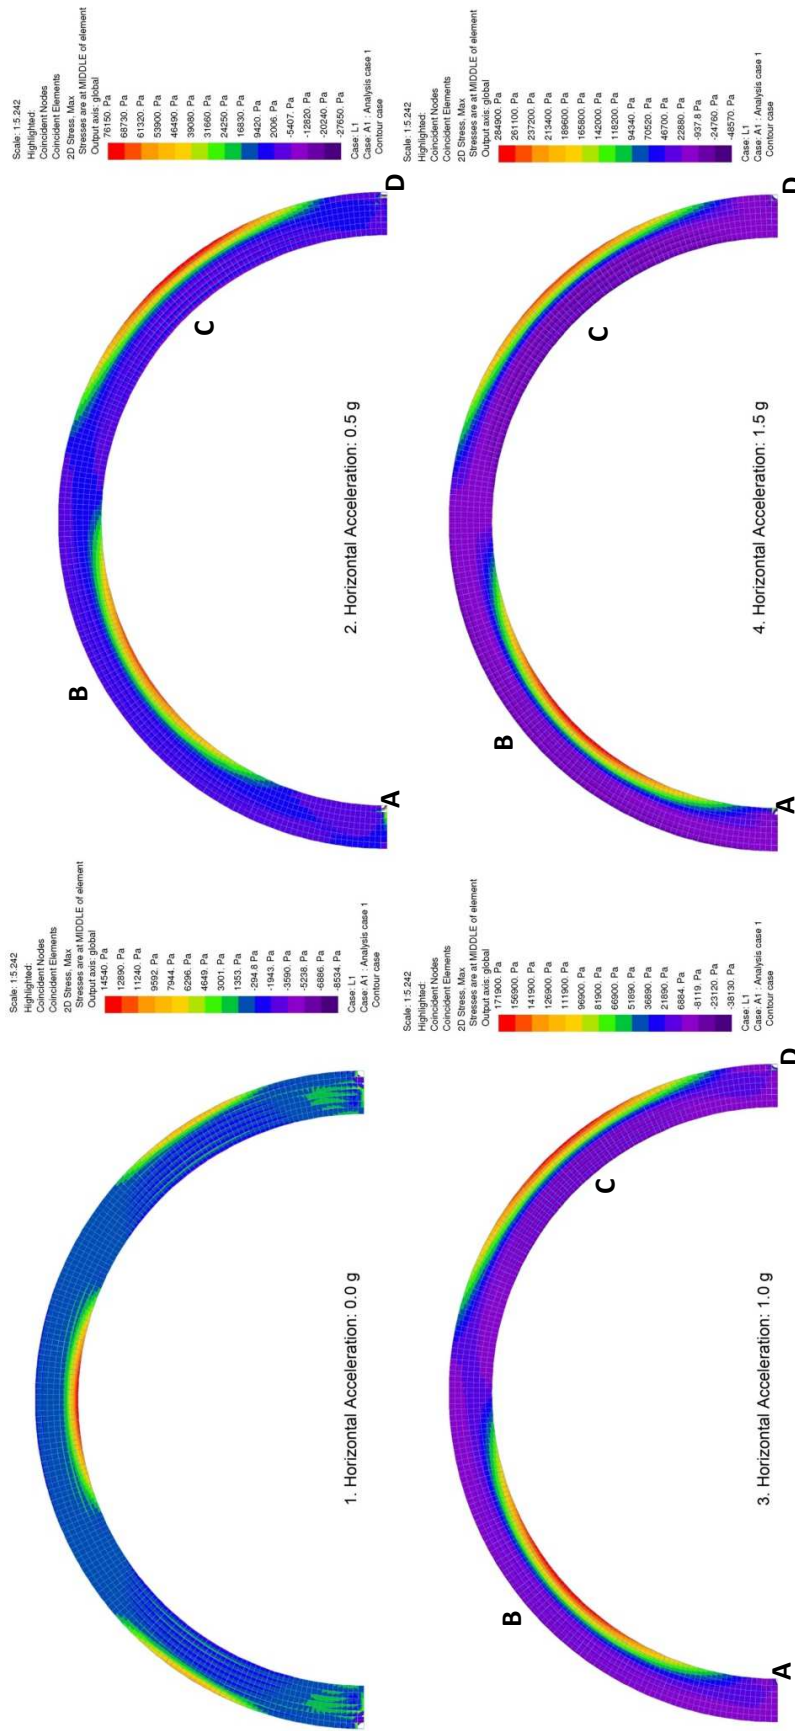 Scale: 1:5.242
Highlighted:
Coincident Nodes
Coincident Elements
2D Stress, Max
Stresses are at MIDDLE of element
Output axis: global
14540. Pa
12890. Pa
11240. Pa
9592. Pa
7944. Pa
6296. Pa
4649. Pa
3001. Pa
1353. Pa
-294.8 Pa
-1943. Pa
-3590. Pa
-5238. Pa
-6886. Pa
-8534. Pa
Case: L1
Case: A1 : Analysis case 1
Contour case
1. Horizontal Acceleration: 0.0 g
Scale: 1:5.242
Highlighted:
Coincident Nodes
Coincident Elements
2D Stress, Max
Stresses are at MIDDLE of element
Output axis: global
76150. Pa
68730. Pa
61320. Pa
53900. Pa
46490. Pa
39080. Pa
31660. Pa
24250. Pa
16830. Pa
9420. Pa
2006. Pa
-5407. Pa
-12820. Pa
-20240. Pa
-27650. Pa
Case: L1
Case: A1 : Analysis case 1
Contour case
B
C
2. Horizontal Acceleration: 0.5 g
A
D
Scale: 1:5.242
Highlighted:
Coincident Nodes
Coincident Elements
2D Stress, Max
Stresses are at MIDDLE of element
Output axis: global
171900. Pa
156900. Pa
141900. Pa
126900. Pa
111900. Pa
96900. Pa
81900. Pa
66900. Pa
51890. Pa
36890. Pa
21890. Pa
6884. Pa
-8119. Pa
-23120. Pa
-38130. Pa
Case: L1
Case: A1 : Analysis case 1
Contour case
B
C
3. Horizontal Acceleration: 1.0 g
A
D
Scale: 1:5.242
Highlighted:
Coincident Nodes
Coincident Elements
2D Stress, Max
Stresses are at MIDDLE of element
Output axis: global
284900. Pa
261100. Pa
237200. Pa
213400. Pa
189600. Pa
165800. Pa
142000. Pa
118200. Pa
94340. Pa
70520. Pa
46700. Pa
22880. Pa
-937.8 Pa
-24760. Pa
-48570. Pa
Case: L1
Case: A1 : Analysis case 1
Contour case
B
C
4. Horizontal Acceleration: 1.5 g
A
D